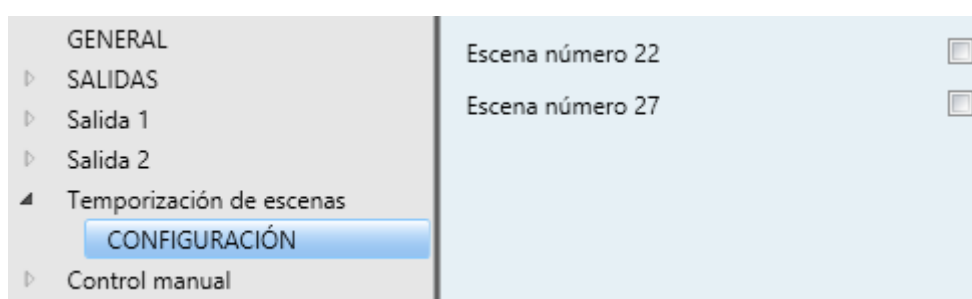 GENERAL
SALIDAS
Salida 1
Salida 2
Temporización de escenas
CONFIGURACIÓN
Control manual
Escena número 22
Escena número 27